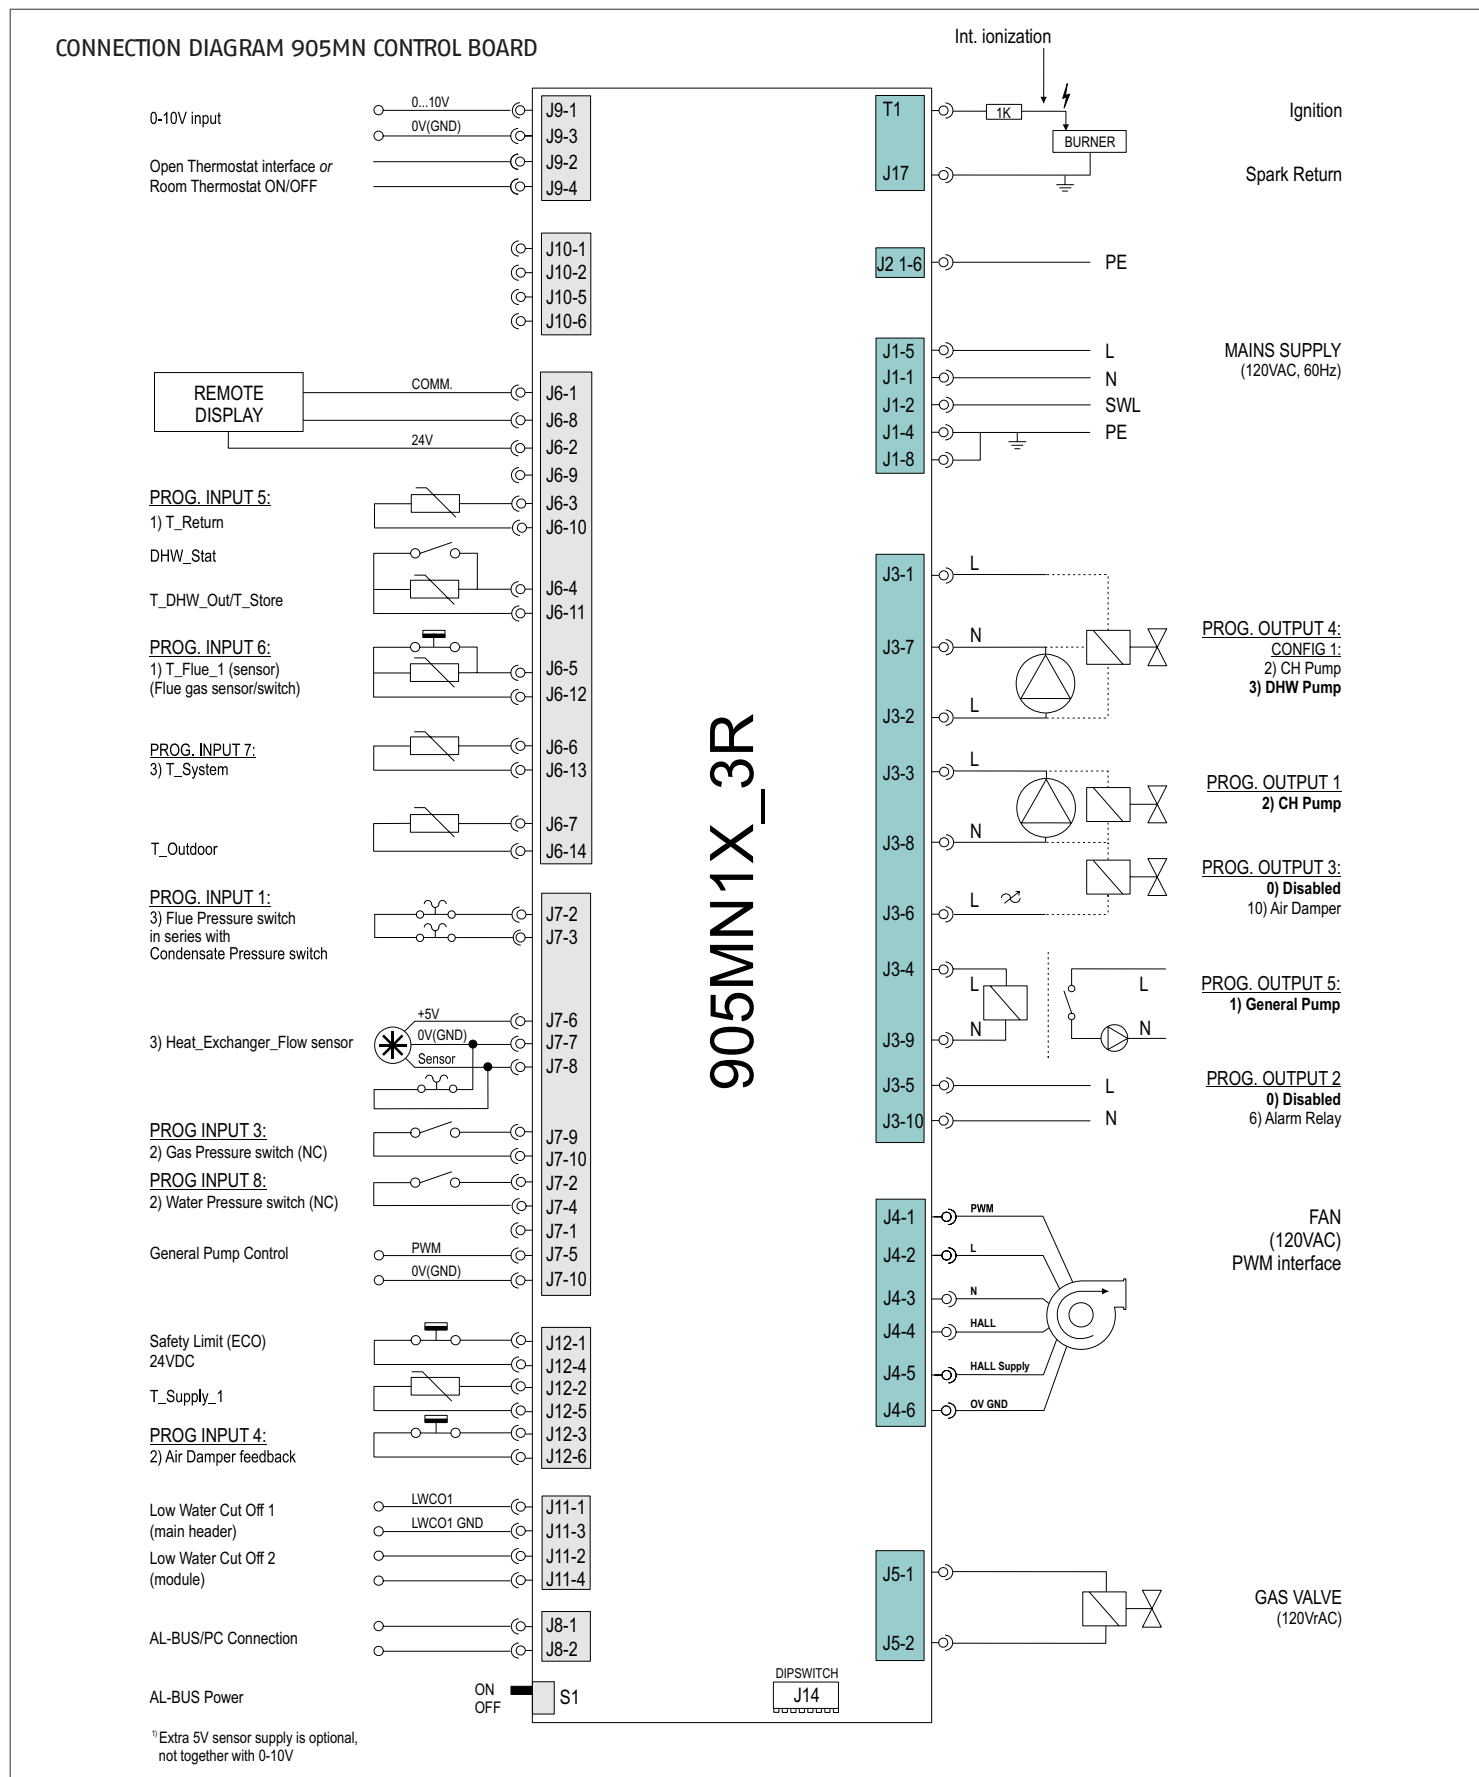 CONNECTION DIAGRAM 905MN CONTROL BOARD
Int. ionization
0-10V input
0...10V
0V(GND)
J9-1
J9-3
J9-2
J9-4
Open Thermostat interface or
Room Thermostat ON/OFF
J10-1
J10-2
J10-5
J10-6
REMOTE
DISPLAY
COMM.
24V
J6-1
J6-8
J6-2
J6-9
J6-3
J6-10
J6-4
J6-11
J6-5
J6-12
J6-6
J6-13
J6-7
J6-14
PROG. INPUT 5:
1) T_Return
DHW_Stat
T_DHW_Out/T_Store
PROG. INPUT 6:
1) T_Flue_1 (sensor)
(Flue gas sensor/switch)
PROG. INPUT 7:
3) T_System
T_Outdoor
PROG. INPUT 1:
3) Flue Pressure switch
in series with
Condensate Pressure switch
J7-2
J7-3
3) Heat_Exchanger_Flow sensor
+5V
0V(GND)
Sensor
J7-6
J7-7
J7-8
PROG INPUT 3:
2) Gas Pressure switch (NC)
J7-9
J7-10
PROG INPUT 8:
2) Water Pressure switch (NC)
J7-2
J7-4
J7-1
General Pump Control
PWM
0V(GND)
J7-5
J7-10
Safety Limit (ECO)
24VDC
J12-1
J12-4
T_Supply_1
J12-2
J12-5
PROG INPUT 4:
2) Air Damper feedback
J12-3
J12-6
Low Water Cut Off 1
(main header)
LWCO1
LWCO1 GND
J11-1
J11-3
Low Water Cut Off 2
(module)
J11-2
J11-4
AL-BUS/PC Connection
J8-1
J8-2
AL-BUS Power
ON
OFF
S1
1) Extra 5V sensor supply is optional,
not together with 0-10V
905MN1X_3R
DIPSWITCH
J14
T1
1K
BURNER
Ignition
J17
Spark Return
J2 1-6
PE
J1-5
J1-1
J1-2
J1-4
J1-8
L
N
SWL
PE
MAINS SUPPLY
(120VAC, 60Hz)
J3-1
L
J3-7
N
J3-2
L
PROG. OUTPUT 4:
CONFIG 1:
2) CH Pump
3) DHW Pump
J3-3
L
J3-8
N
PROG. OUTPUT 1
2) CH Pump
J3-6
L
PROG. OUTPUT 3:
0) Disabled
10) Air Damper
J3-4
L
J3-9
N
L
N
PROG. OUTPUT 5:
1) General Pump
J3-5
L
J3-10
N
PROG. OUTPUT 2
0) Disabled
6) Alarm Relay
J4-1
PWM
J4-2
L
J4-3
N
J4-4
HALL
J4-5
HALL Supply
J4-6
OV GND
FAN
(120VAC)
PWM interface
J5-1
J5-2
GAS VALVE
(120VrAC)